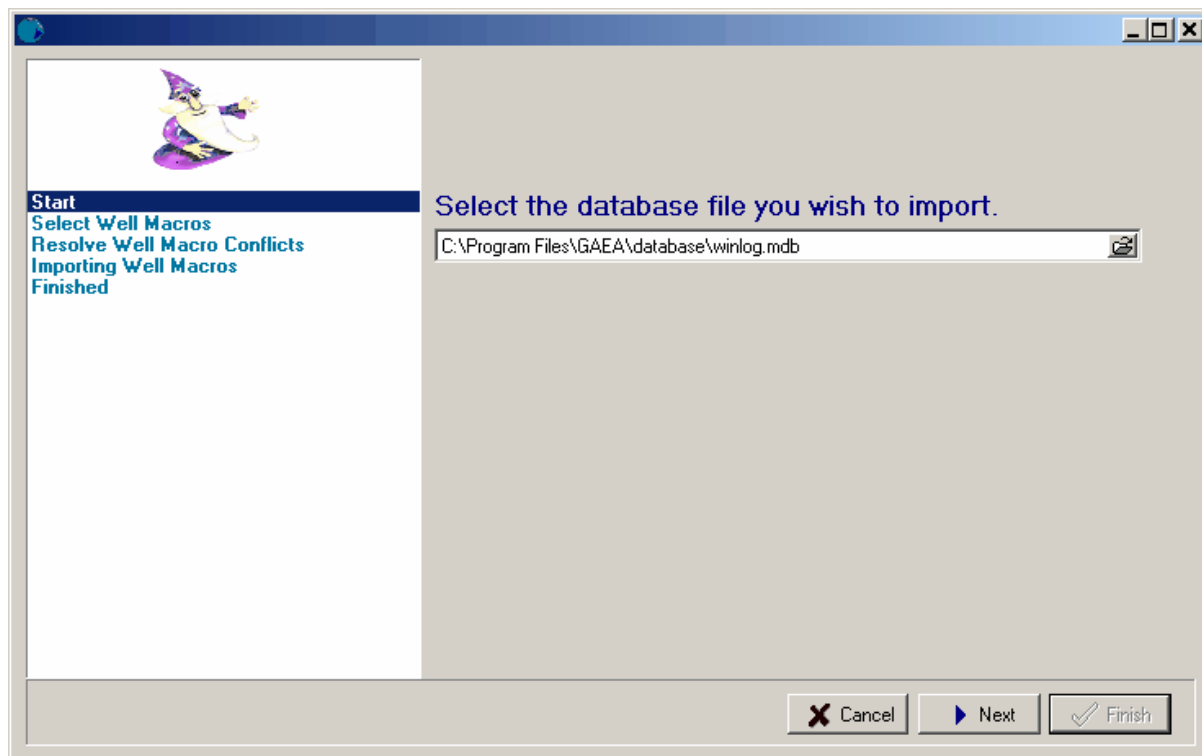 Start
Select Well Macros
Resolve Well Macro Conflicts
Importing Well Macros
Finished
Select the database file you wish to import.
C:\Program Files\GAEA\database\winlog.mdb
Cancel
Next
Finish